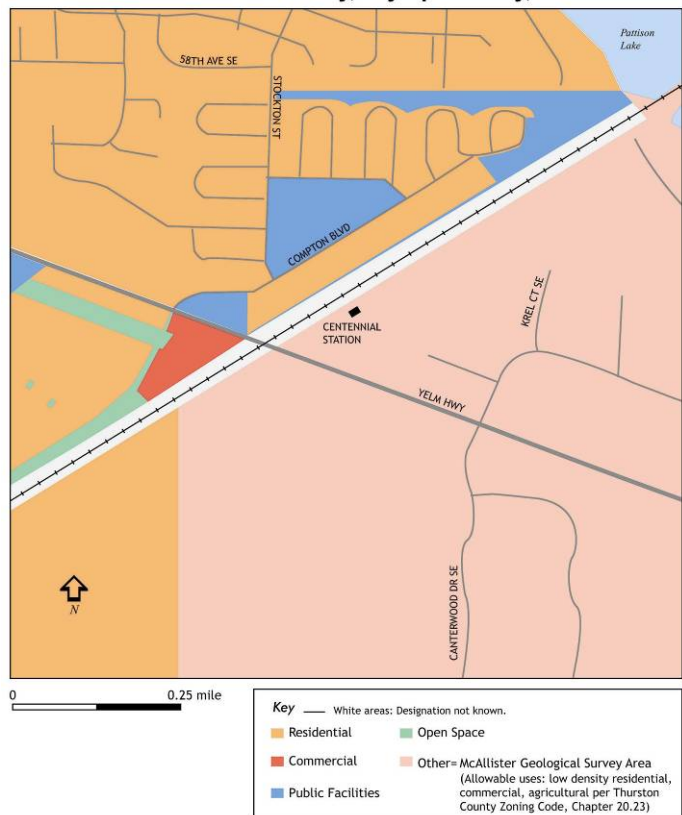 Pattison
Lake
58TH AVE SE
STOCKTON ST
COMPTON BLVD
KREL CT SE
CENTENNIAL
STATION
YELM HWY
CANTERWOOD DR SE
N
0 0.25 mile
Key — White areas: Designation not known.
Residential
Commercial
Public Facilities
Open Space
Other= McAllister Geological Survey Area
(Allowable uses: low density residential,
commercial, agricultural per Thurston
County Zoning Code, Chapter 20.23)